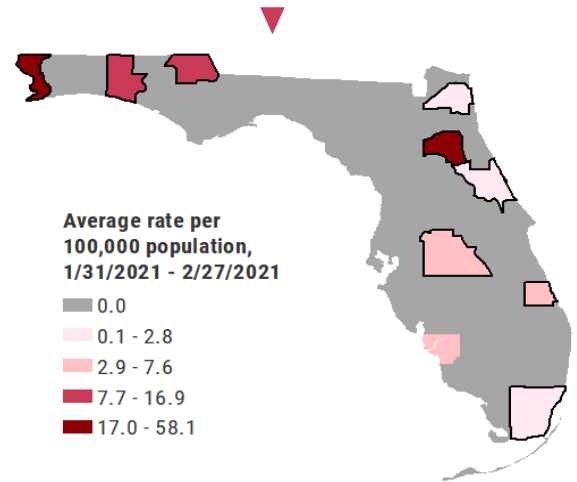 Average rate per
100,000 population,
1/31/2021 - 2/27/2021
0.0
0.1 - 2.8
2.9 - 7.6
7.7 - 16.9
17.0 - 58.1